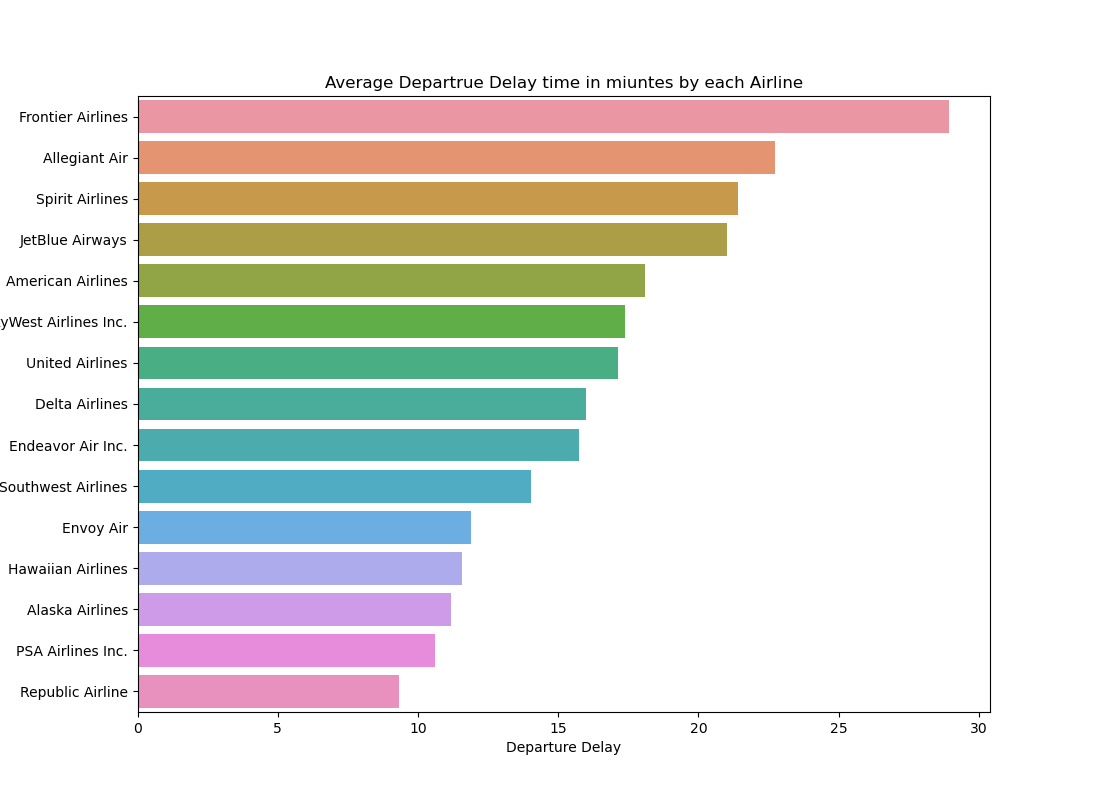 Average Departrue Delay time in miuntes by each Airline
Frontier Airlines
Allegiant Air
Spirit Airlines
JetBlue Airways
American Airlines
yWest Airlines Inc.
United Airlines
Delta Airlines
Endeavor Air Inc.
Southwest Airlines
Envoy Air
Hawaiian Airlines
Alaska Airlines
PSA Airlines Inc.
Republic Airline
0 5 10 15 20 25 30
Departure Delay